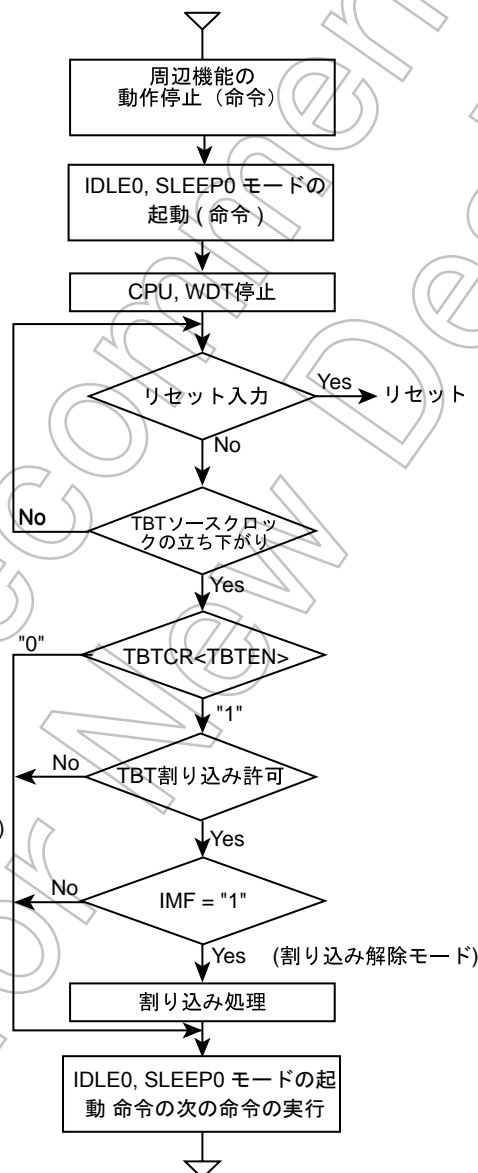 周辺機能の
動作停止（命令）
IDLE0, SLEEP0 モードの
起動 ( 命令 )
CPU, WDT停止
リセット入力
Yes
リセット
No
No
TBTソースクロッ
クの立ち下がり
Yes
"0"
TBTCR<TBTEN>
"1"
No
TBT割り込み許可
)
Yes
No
IMF = "1"
Yes
(割り込み解除モード)
割り込み処理
IDLE0, SLEEP0 モードの起
動 命令の次の命令の実行